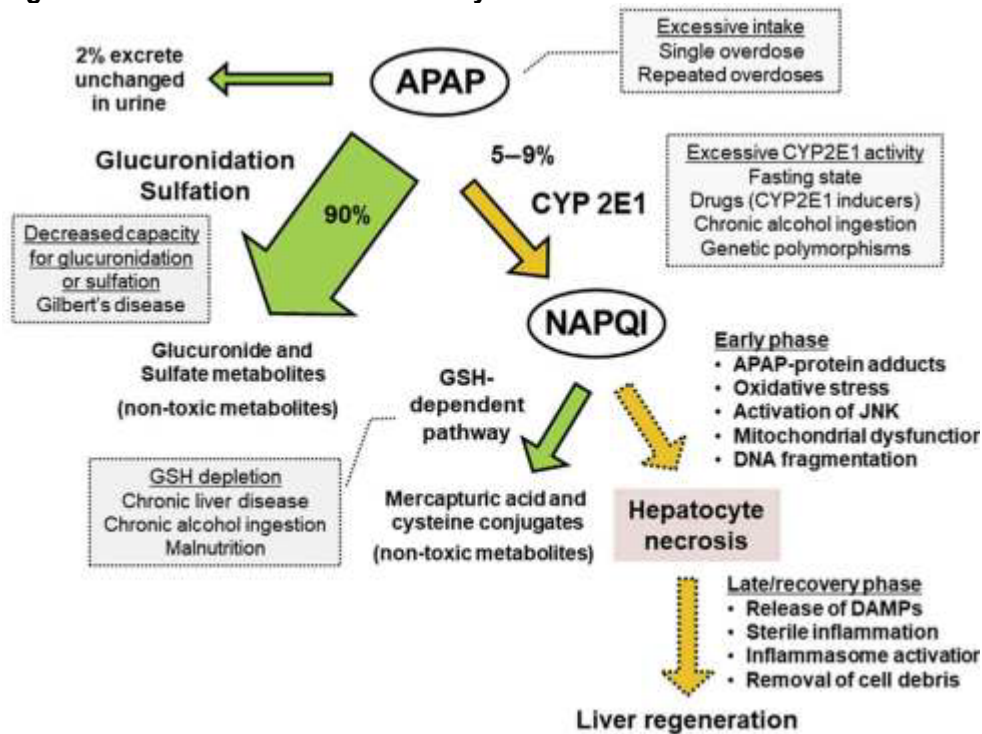 2% excrete
unchanged
in urine
APAP
Excessive intake
Single overdose
Repeated overdoses
Glucuronidation
Sulfation
90%
5–9%
CYP 2E1
Excessive CYP2E1 activity
Fasting state
Drugs (CYP2E1 inducers)
Chronic alcohol ingestion
Genetic polymorphisms
Decreased capacity
for glucuronidation
or sulfation
Gilbert's disease
NAPQI
Glucuronide and
Sulfate metabolites
(non-toxic metabolites)
GSH-
dependent
pathway
Early phase
• APAP-protein adducts
• Oxidative stress
• Activation of JNK
• Mitochondrial dysfunction
• DNA fragmentation
GSH depletion
Chronic liver disease
Chronic alcohol ingestion
Malnutrition
Mercapturic acid and
cysteine conjugates
(non-toxic metabolites)
Hepatocyte
necrosis
Late/recovery phase
• Release of DAMPs
• Sterile inflammation
• Inflammasome activation
• Removal of cell debris
Liver regeneration